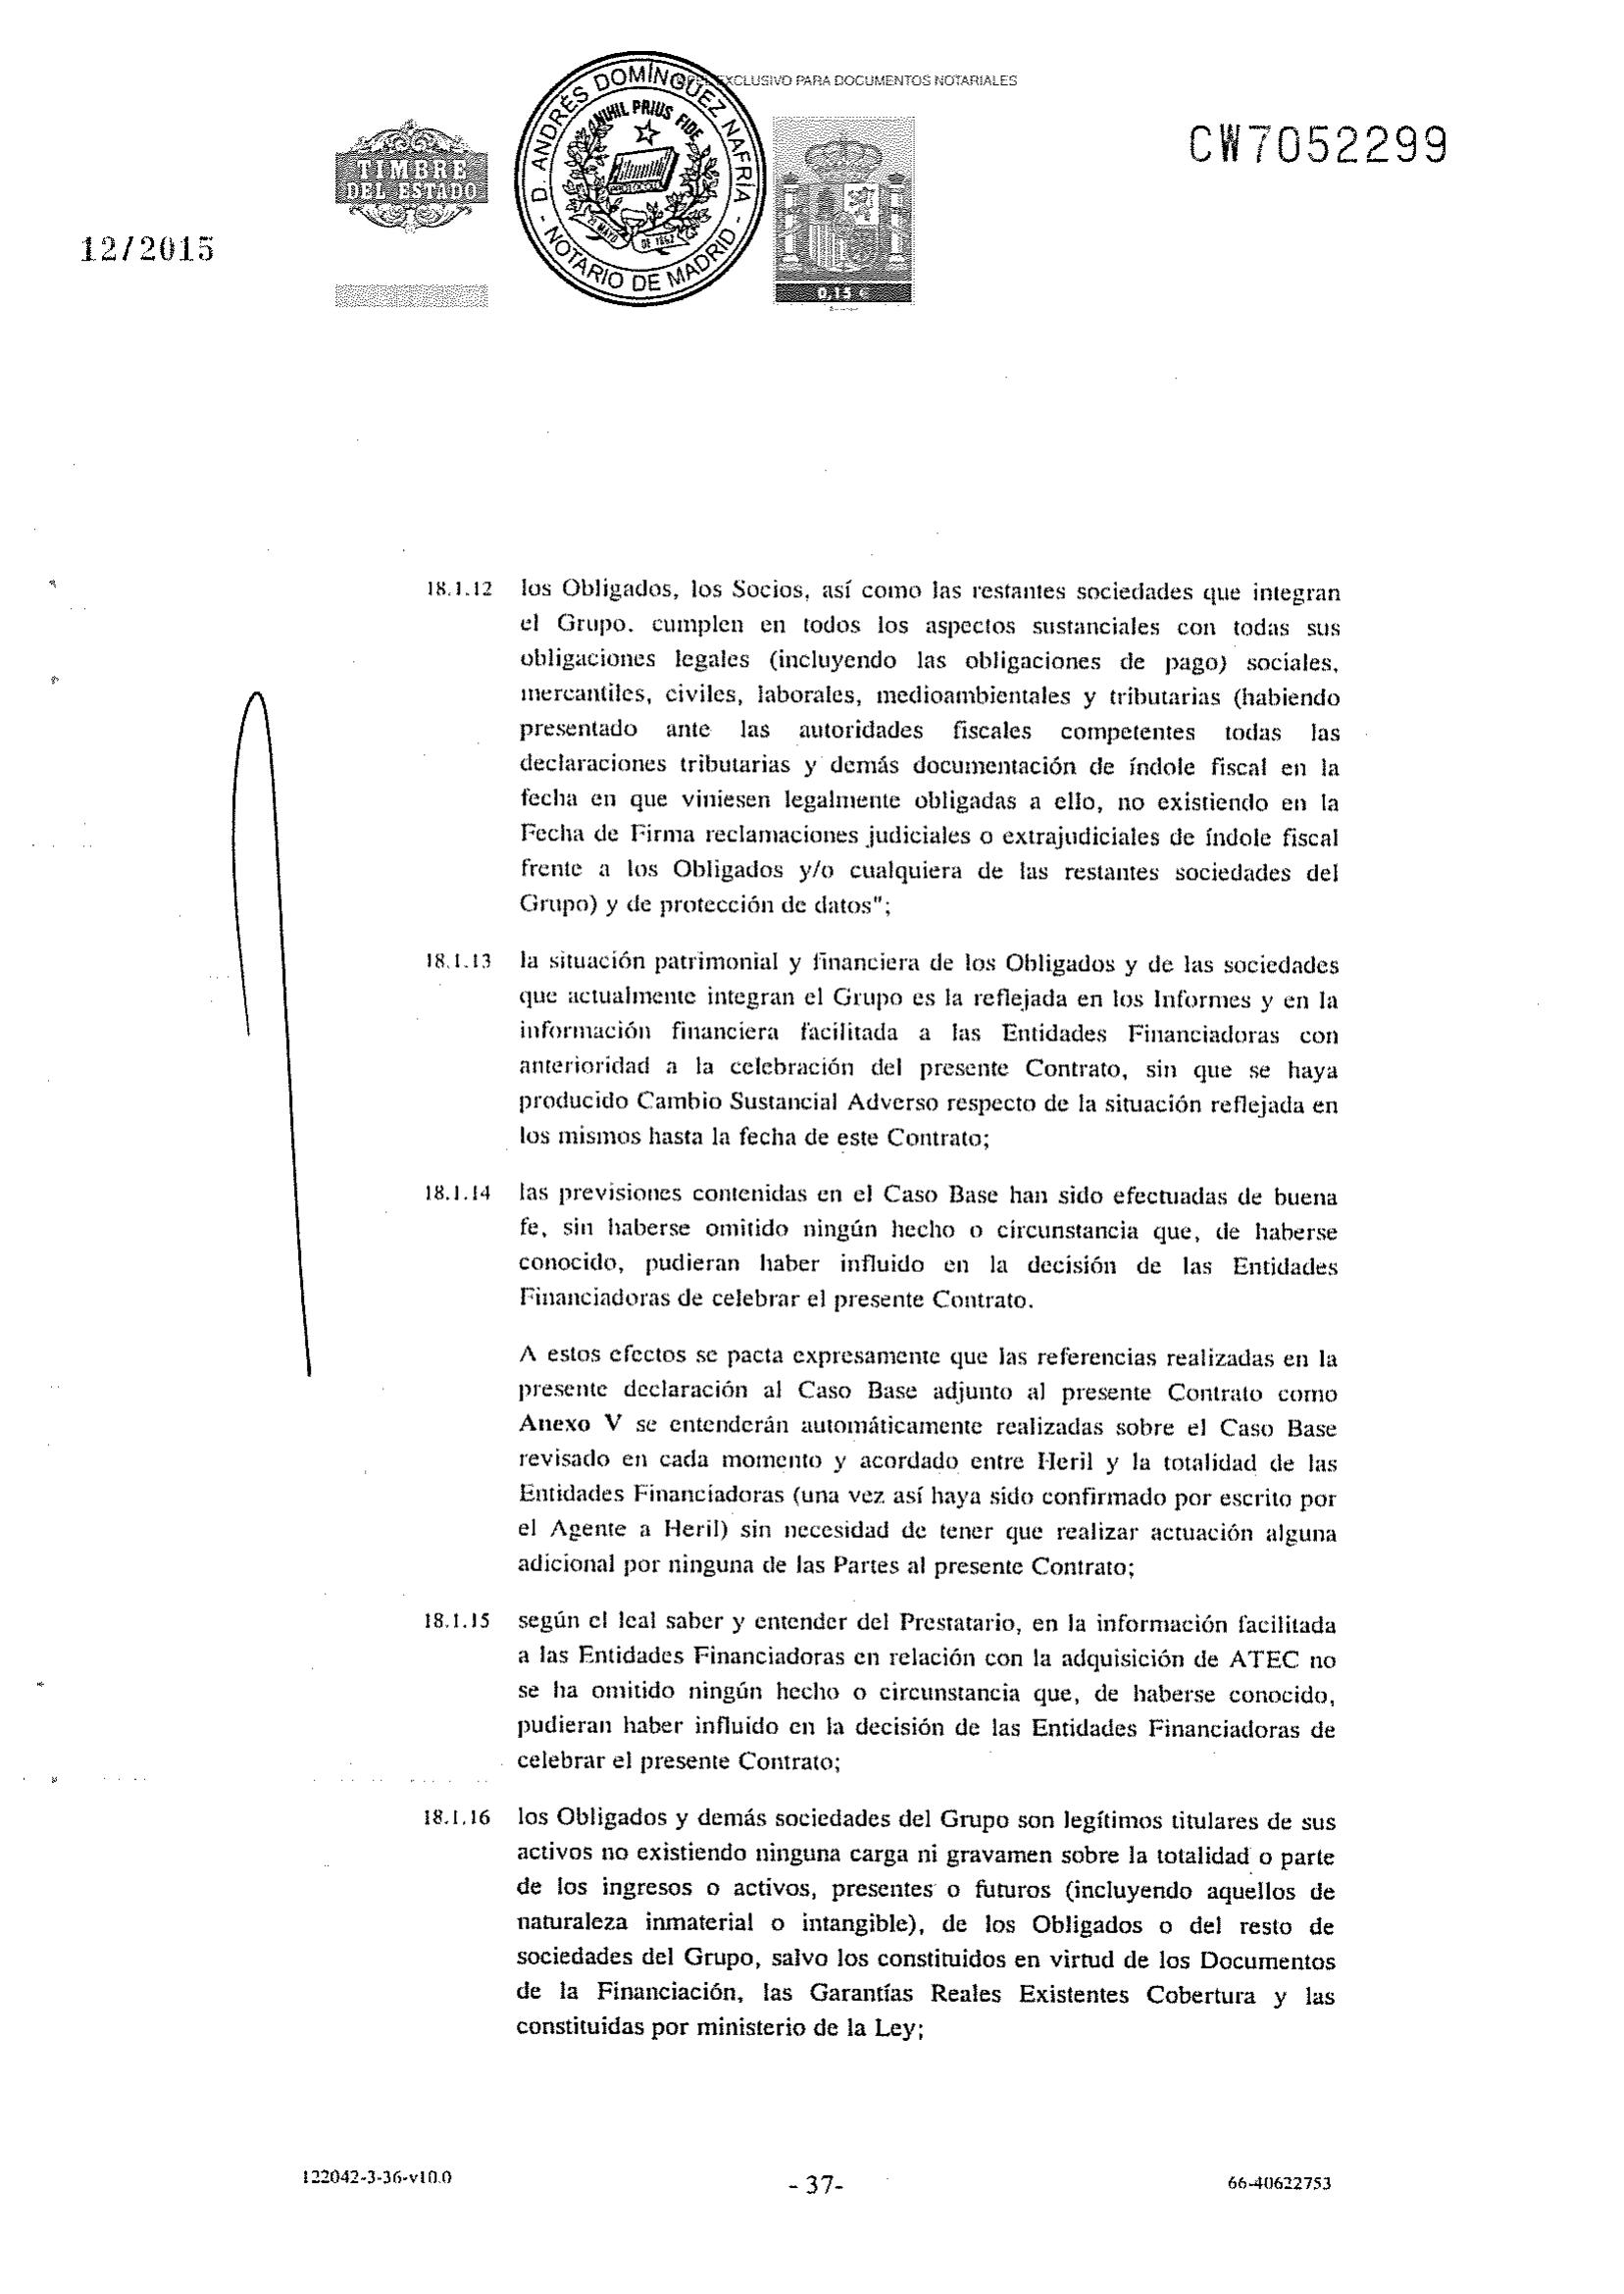 EXCLUSIVO PARA DOCUMENTOS NOTARIALES
CW7052299
TIMBRE
DEL ESTADO
D. ANDRÉS DOMÍNGUEZ NAFRÍA
- NOTARIO DE MADRID -
NIHIL PRIUS FIDE
DE 1862
0,15 €
12/2015
18.1.12 los Obligados, los Socios, así como las restantes sociedades que integran
el Grupo. cumplen en todos los aspectos sustanciales con todas sus
obligaciones legales (incluyendo las obligaciones de pago) sociales,
mercantiles, civiles, laborales, medioambientales y tributarias (habiendo
presentado ante las autoridades fiscales competentes todas las
declaraciones tributarias y demás documentación de índole fiscal en la
fecha en que viniesen legalmente obligadas a ello, no existiendo en la
Fecha de Firma reclamaciones judiciales o extrajudiciales de índole fiscal
frente a los Obligados y/o cualquiera de las restantes sociedades del
Grupo) y de protección de datos";
18.1.13 la situación patrimonial y financiera de los Obligados y de las sociedades
que actualmente integran el Grupo es la reflejada en los Informes y en la
información financiera facilitada a las Entidades Financiadoras con
anterioridad a la celebración del presente Contrato, sin que se haya
producido Cambio Sustancial Adverso respecto de la situación reflejada en
los mismos hasta la fecha de este Contrato;
18.1.14 las previsiones contenidas en el Caso Base han sido efectuadas de buena
fe, sin haberse omitido ningún hecho o circunstancia que, de haberse
conocido, pudieran haber influido en la decisión de las Entidades
Financiadoras de celebrar el presente Contrato.
A estos efectos se pacta expresamente que las referencias realizadas en la
presente declaración al Caso Base adjunto al presente Contrato como
Anexo V se entenderán automáticamente realizadas sobre el Caso Base
revisado en cada momento y acordado entre Heril y la totalidad de las
Entidades Financiadoras (una vez así haya sido confirmado por escrito por
el Agente a Heril) sin necesidad de tener que realizar actuación alguna
adicional por ninguna de las Partes al presente Contrato;
18.1.15 según el leal saber y entender del Prestatario, en la información facilitada
a las Entidades Financiadoras en relación con la adquisición de ATEC no
se ha omitido ningún hecho o circunstancia que, de haberse conocido,
pudieran haber influido en la decisión de las Entidades Financiadoras de
celebrar el presente Contrato;
18.1.16 los Obligados y demás sociedades del Grupo son legítimos titulares de sus
activos no existiendo ninguna carga ni gravamen sobre la totalidad o parte
de los ingresos o activos, presentes o futuros (incluyendo aquellos de
naturaleza inmaterial o intangible), de los Obligados o del resto de
sociedades del Grupo, salvo los constituidos en virtud de los Documentos
de la Financiación, las Garantías Reales Existentes Cobertura y las
constituidas por ministerio de la Ley;
122042-3-36-v10.0
- 37-
66-40622753